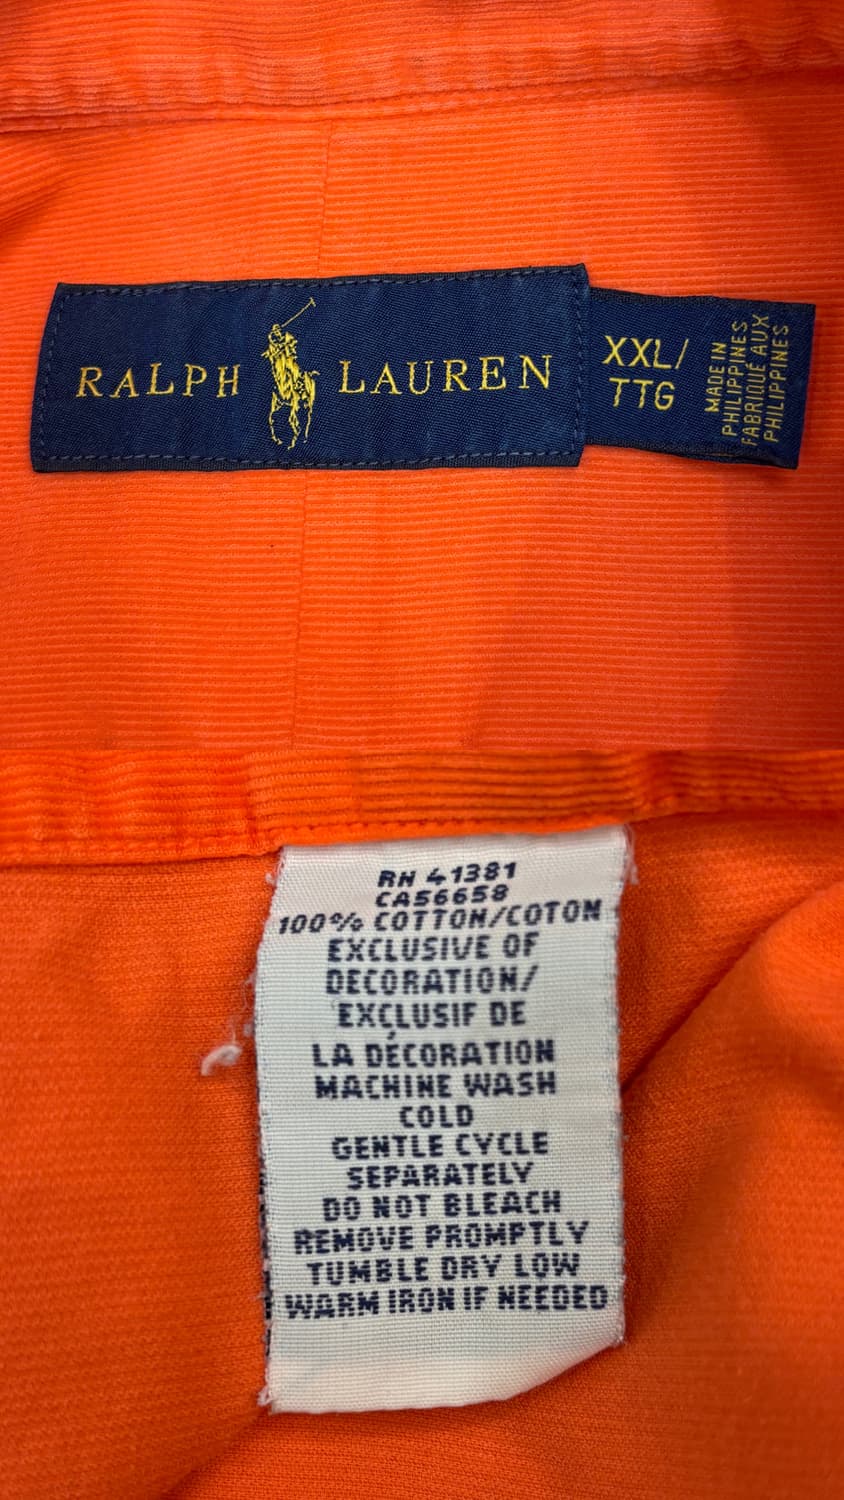 RALPH LAUREN
XXL/
TTG
MADE IN
PHILIPPINES
FABRIQUÉ AUX
PHILIPPINES
RN 41381
CA56658
100% COTTON/COTON
EXCLUSIVE OF
DECORATION/
EXCLUSIF DE
LA DÉCORATION
MACHINE WASH
COLD
GENTLE CYCLE
SEPARATELY
DO NOT BLEACH
REMOVE PROMPTLY
TUMBLE DRY LOW
WARM IRON IF NEEDED